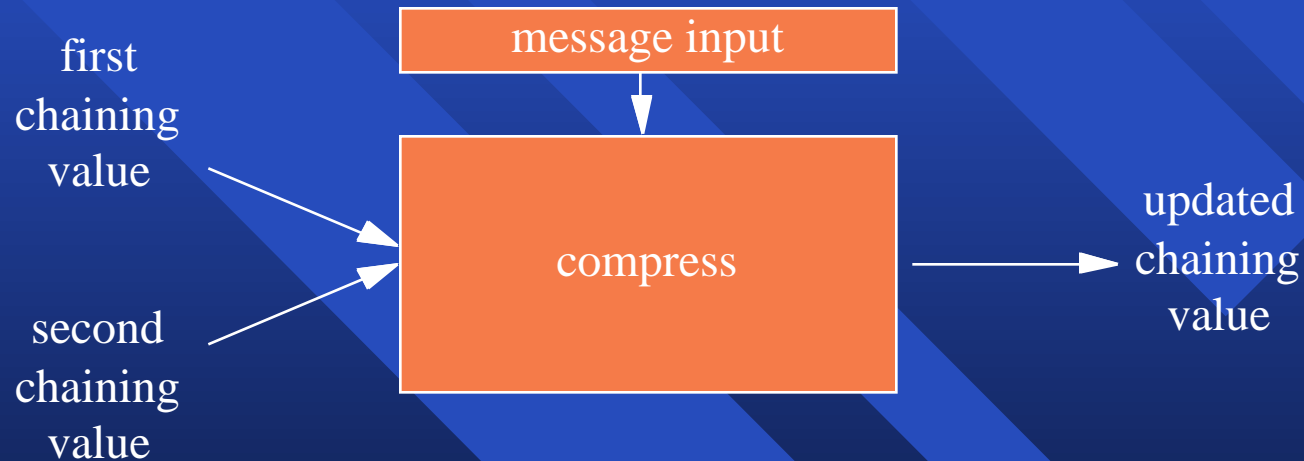 message input
first
chaining
value
compress
updated
chaining
value
second
chaining
value